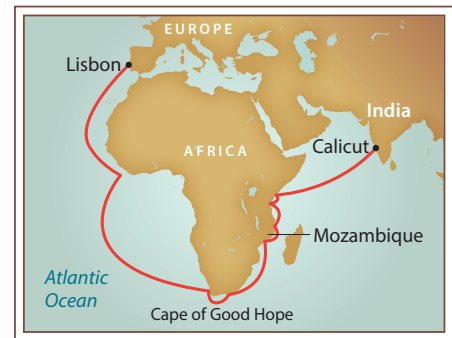 EUROPE
Lisbon
India
AFRICA
Calicut
Mozambique
Atlantic
Ocean
Cape of Good Hope